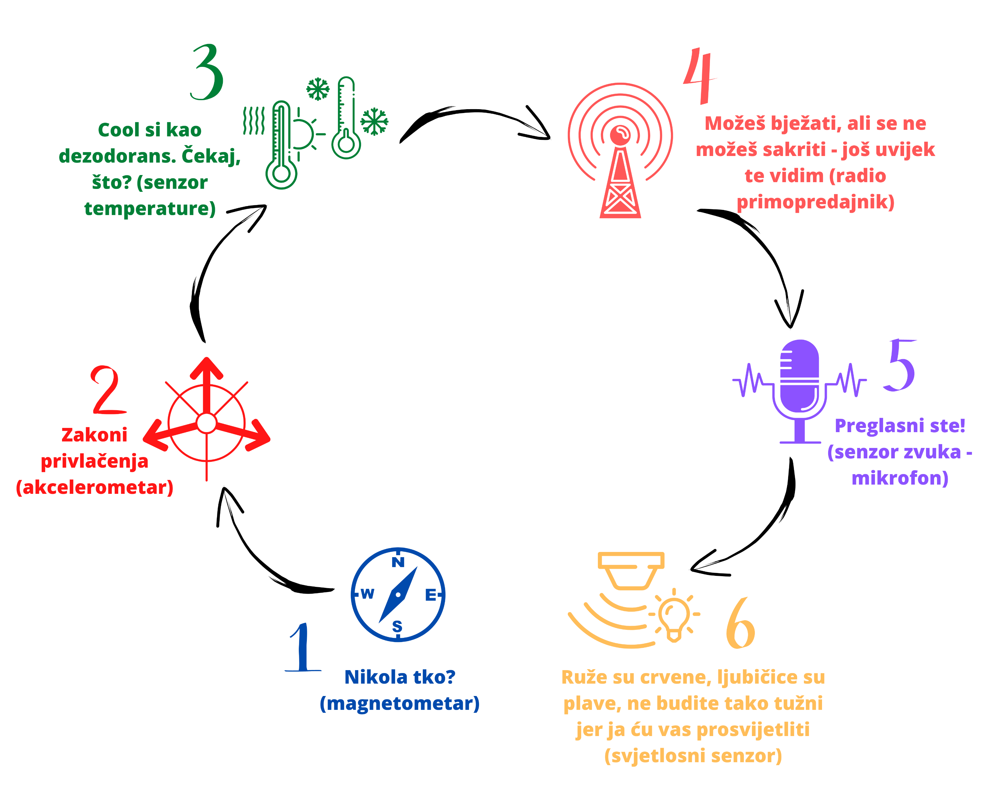 3
Cool si kao
dezodorans. Čekaj,
što? (senzor
temperature)
4
Možeš bježati, ali se ne
možeš sakriti - još uvijek
te vidim (radio
primopredajnik)
2
Zakoni
privlačenja
(akcelerometar)
5
Preglasni ste!
(senzor zvuka -
mikrofon)
N
W
E
S
1
Nikola tko?
(magnetometar)
6
Ruže su crvene, ljubičice su
plave, ne budite tako tužni
jer ja ću vas prosvijetliti
(svjetlosni senzor)